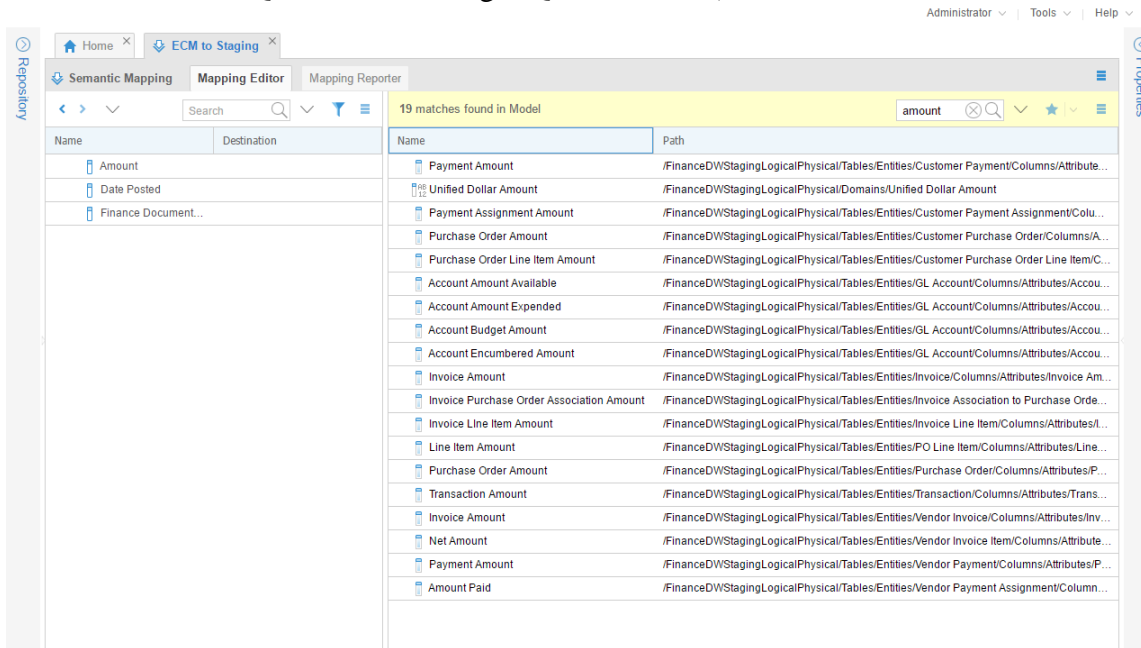 Administrator Tools Help
Repository
Home × ECM to Staging ×
Properties
Semantic Mapping Mapping Editor Mapping Reporter
Search 19 matches found in Model amount
Name Destination Name Path
Amount Payment Amount /FinanceDWStagingLogicalPhysical/Tables/Entities/Customer Payment/Columns/Attribute...
Date Posted Unified Dollar Amount /FinanceDWStagingLogicalPhysical/Domains/Unified Dollar Amount
Finance Document... Payment Assignment Amount /FinanceDWStagingLogicalPhysical/Tables/Entities/Customer Payment Assignment/Colu...
Purchase Order Amount /FinanceDWStagingLogicalPhysical/Tables/Entities/Customer Purchase Order/Columns/A...
Purchase Order Line Item Amount /FinanceDWStagingLogicalPhysical/Tables/Entities/Customer Purchase Order Line Item/C...
Account Amount Available /FinanceDWStagingLogicalPhysical/Tables/Entities/GL Account/Columns/Attributes/Accou...
Account Amount Expended /FinanceDWStagingLogicalPhysical/Tables/Entities/GL Account/Columns/Attributes/Accou...
Account Budget Amount /FinanceDWStagingLogicalPhysical/Tables/Entities/GL Account/Columns/Attributes/Accou...
Account Encumbered Amount /FinanceDWStagingLogicalPhysical/Tables/Entities/GL Account/Columns/Attributes/Accou...
Invoice Amount /FinanceDWStagingLogicalPhysical/Tables/Entities/Invoice/Columns/Attributes/Invoice Am...
Invoice Purchase Order Association Amount /FinanceDWStagingLogicalPhysical/Tables/Entities/Invoice Association to Purchase Orde...
Invoice LIne Item Amount /FinanceDWStagingLogicalPhysical/Tables/Entities/Invoice Line Item/Columns/Attributes/I...
Line Item Amount /FinanceDWStagingLogicalPhysical/Tables/Entities/PO Line Item/Columns/Attributes/Line...
Purchase Order Amount /FinanceDWStagingLogicalPhysical/Tables/Entities/Purchase Order/Columns/Attributes/P...
Transaction Amount /FinanceDWStagingLogicalPhysical/Tables/Entities/Transaction/Columns/Attributes/Trans...
Invoice Amount /FinanceDWStagingLogicalPhysical/Tables/Entities/Vendor Invoice/Columns/Attributes/Inv...
Net Amount /FinanceDWStagingLogicalPhysical/Tables/Entities/Vendor Invoice Item/Columns/Attribute...
Payment Amount /FinanceDWStagingLogicalPhysical/Tables/Entities/Vendor Payment/Columns/Attributes/P...
Amount Paid /FinanceDWStagingLogicalPhysical/Tables/Entities/Vendor Payment Assignment/Column...